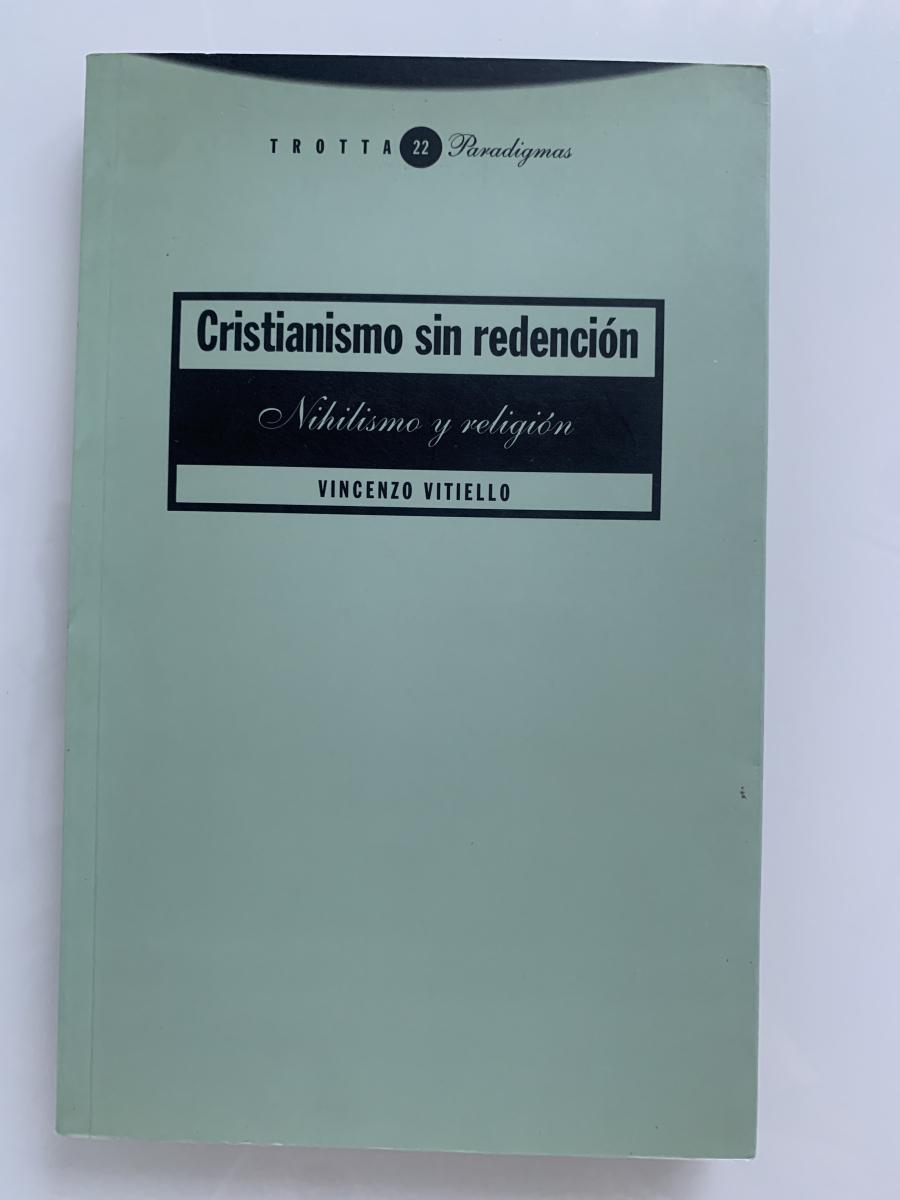 TROTTA 22 Paradigmas
Cristianismo sin redención
Nihilismo y religión
VINCENZO VITIELLO